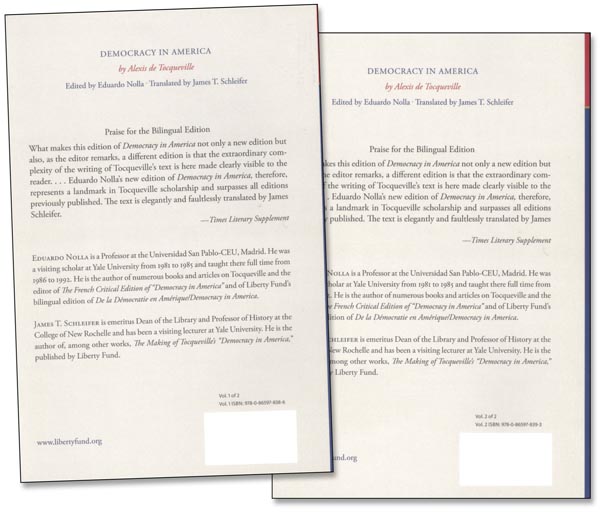 DEMOCRACY IN AMERICA
by Alexis de Tocqueville
Edited by Eduardo Nolla · Translated by James T. Schleifer
Praise for the Bilingual Edition
What makes this edition of Democracy in America not only a new edition but
also, as the editor remarks, a different edition is that the extraordinary com-
plexity of the writing of Tocqueville's text is here made clearly visible to the
reader. . . . Eduardo Nolla's new edition of Democracy in America, therefore,
represents a landmark in Tocqueville scholarship and surpasses all editions
previously published. The text is elegantly and faultlessly translated by James
Schleifer.
—Times Literary Supplement
Eduardo Nolla is a Professor at the Universidad San Pablo-CEU, Madrid. He was
a visiting scholar at Yale University from 1981 to 1985 and taught there full time from
1986 to 1992. He is the author of numerous books and articles on Tocqueville and the
editor of The French Critical Edition of "Democracy in America" and of Liberty Fund's
bilingual edition of De la Démocratie en Amérique/Democracy in America.
James T. Schleifer is emeritus Dean of the Library and Professor of History at the
College of New Rochelle and has been a visiting lecturer at Yale University. He is the
author of, among other works, The Making of Tocqueville's "Democracy in America,"
published by Liberty Fund.
Vol. 1 of 2
Vol. 1 ISBN: 978-0-86597-838-6
www.libertyfund.org
DEMOCRACY IN AMERICA
by Alexis de Tocqueville
Edited by Eduardo Nolla · Translated by James T. Schleifer
Praise for the Bilingual Edition
kes this edition of Democracy in America not only a new edition but
the editor remarks, a different edition is that the extraordinary com-
f the writing of Tocqueville's text is here made clearly visible to the
. Eduardo Nolla's new edition of Democracy in America, therefore,
s a landmark in Tocqueville scholarship and surpasses all editions
y published. The text is elegantly and faultlessly translated by James
—Times Literary Supplement
Nolla is a Professor at the Universidad San Pablo-CEU, Madrid. He was
holar at Yale University from 1981 to 1985 and taught there full time from
. He is the author of numerous books and articles on Tocqueville and the
French Critical Edition of "Democracy in America" and of Liberty Fund's
ition of De la Démocratie en Amérique/Democracy in America.
chleifer is emeritus Dean of the Library and Professor of History at the
New Rochelle and has been a visiting lecturer at Yale University. He is the
among other works, The Making of Tocqueville's "Democracy in America,"
y Liberty Fund.
Vol. 2 of 2
Vol. 2 ISBN: 978-0-86597-839-3
und.org